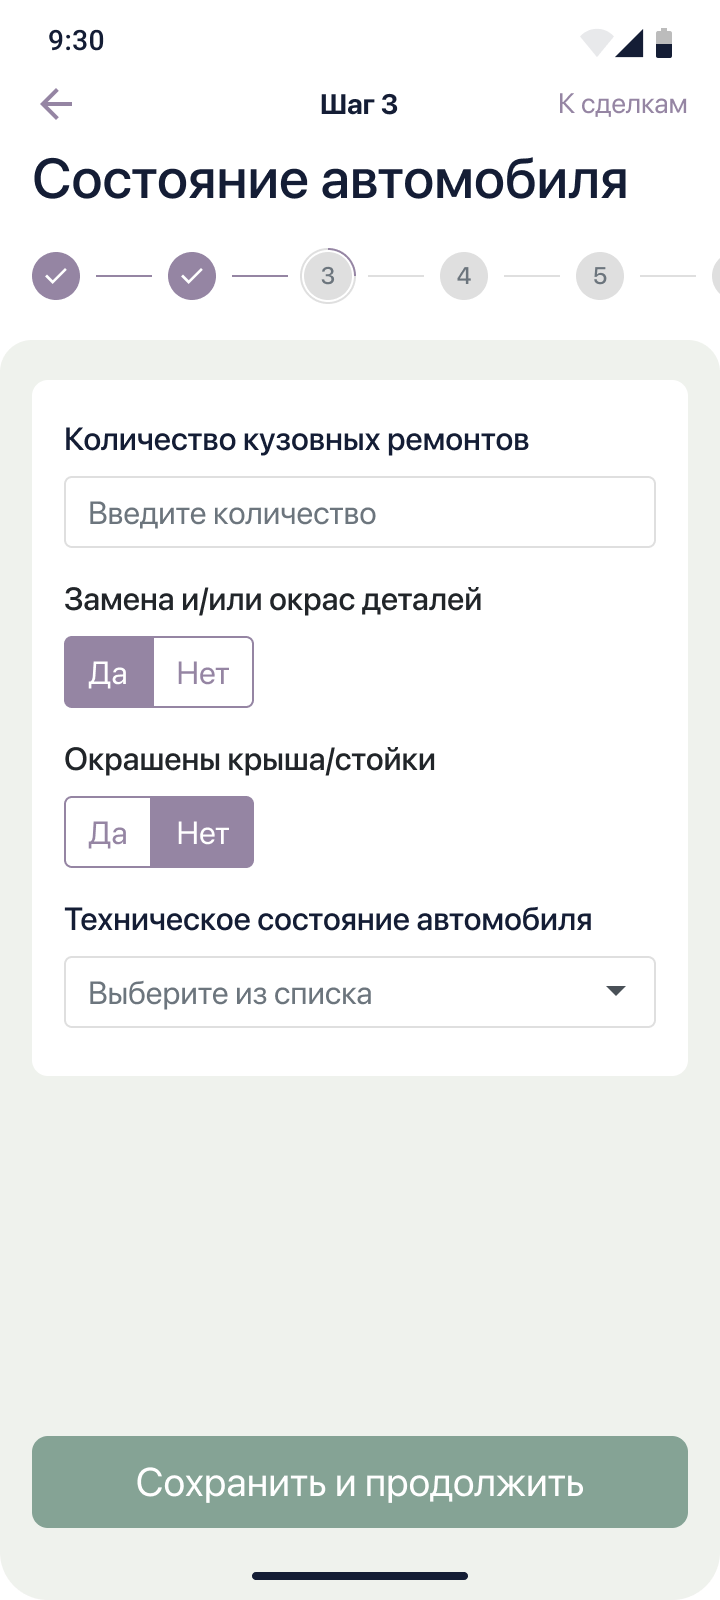 9:30
Шаг 3
К сделкам
Состояние автомобиля
3
4
5
Количество кузовных ремонтов
Введите количество
Замена и/или окрас деталей
Да Нет
Окрашены крыша/стойки
Да Нет
Техническое состояние автомобиля
Выберите из списка
Сохранить и продолжить